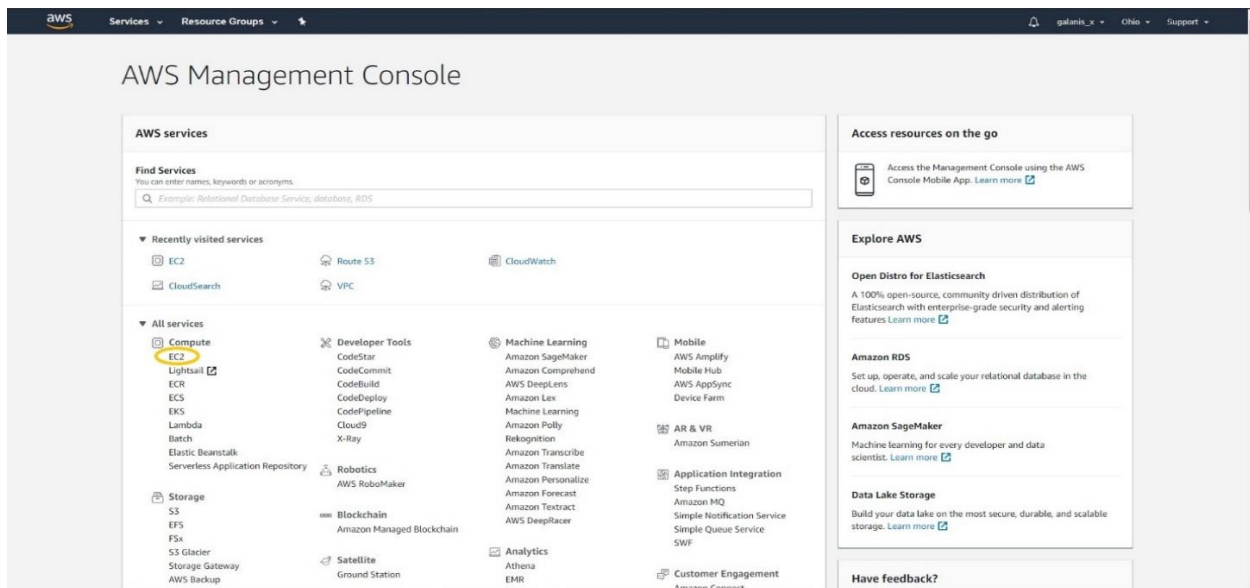 aws
Services
Resource Groups
galanis_x
Ohio
Support
AWS Management Console
AWS services
Find Services
You can enter names, keywords or acronyms.
Example: Relational Database Service, database, RDS
Recently visited services
EC2
Route 53
CloudWatch
CloudSearch
VPC
All services
Compute
EC2
Lightsail
ECR
ECS
EKS
Lambda
Batch
Elastic Beanstalk
Serverless Application Repository
Storage
S3
EFS
FSx
S3 Glacier
Storage Gateway
AWS Backup
Developer Tools
CodeStar
CodeCommit
CodeBuild
CodeDeploy
CodePipeline
Cloud9
X-Ray
Robotics
AWS RoboMaker
Blockchain
Amazon Managed Blockchain
Satellite
Ground Station
Machine Learning
Amazon SageMaker
Amazon Comprehend
AWS DeepLens
Amazon Lex
Machine Learning
Amazon Polly
Rekognition
Amazon Transcribe
Amazon Translate
Amazon Personalize
Amazon Forecast
Amazon Textract
AWS DeepRacer
Analytics
Athena
EMR
Mobile
AWS Amplify
Mobile Hub
AWS AppSync
Device Farm
AR & VR
Amazon Sumerian
Application Integration
Step Functions
Amazon MQ
Simple Notification Service
Simple Queue Service
SWF
Customer Engagement
Amazon Connect
Access resources on the go
Access the Management Console using the AWS
Console Mobile App. Learn more
Explore AWS
Open Distro for Elasticsearch
A 100% open-source, community driven distribution of
Elasticsearch with enterprise-grade security and alerting
features Learn more
Amazon RDS
Set up, operate, and scale your relational database in the
cloud. Learn more
Amazon SageMaker
Machine learning for every developer and data
scientist. Learn more
Data Lake Storage
Build your data lake on the most secure, durable, and scalable
storage. Learn more
Have feedback?